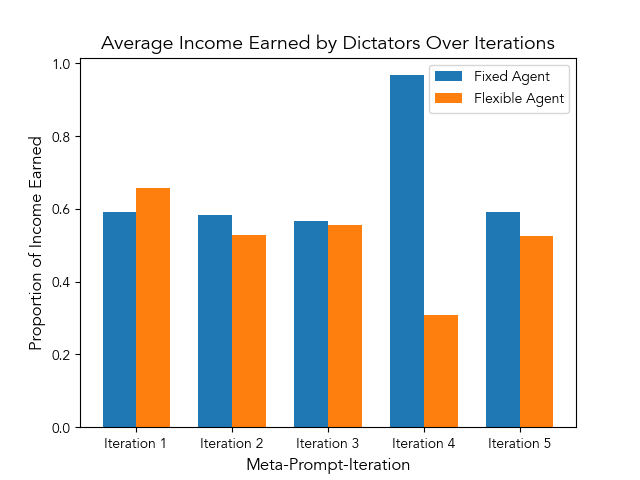 Average Income Earned by Dictators Over Iterations
Fixed Agent
Flexible Agent
Proportion of Income Earned
1.0
0.8
0.6
0.4
0.2
0.0
Iteration 1
Iteration 2
Iteration 3
Iteration 4
Iteration 5
Meta-Prompt-Iteration